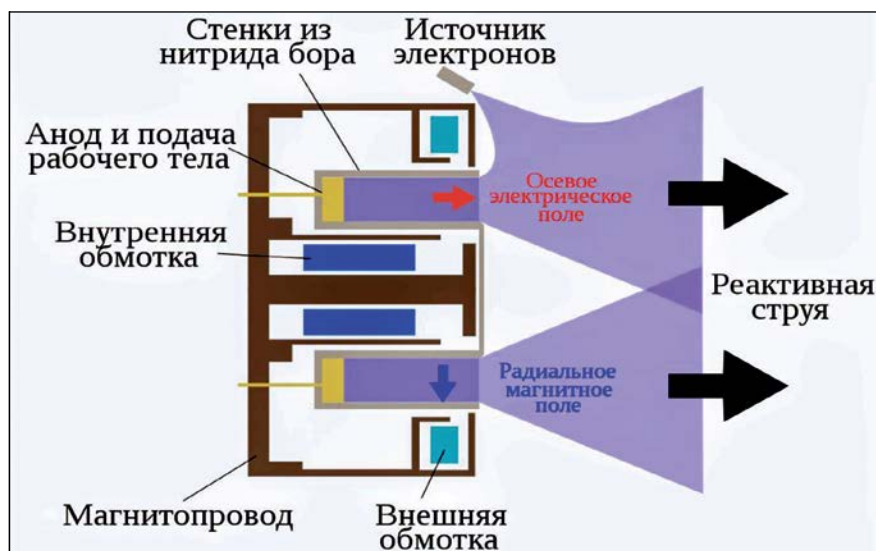 Стенки из
нитрида бора
Источник
электронов
Анод и подача
рабочего тела
Осевое
электрическое
поле
Внутренняя
обмотка
Реактивная
струя
Радиальное
магнитное
поле
Магнитопровод
Внешняя
обмотка